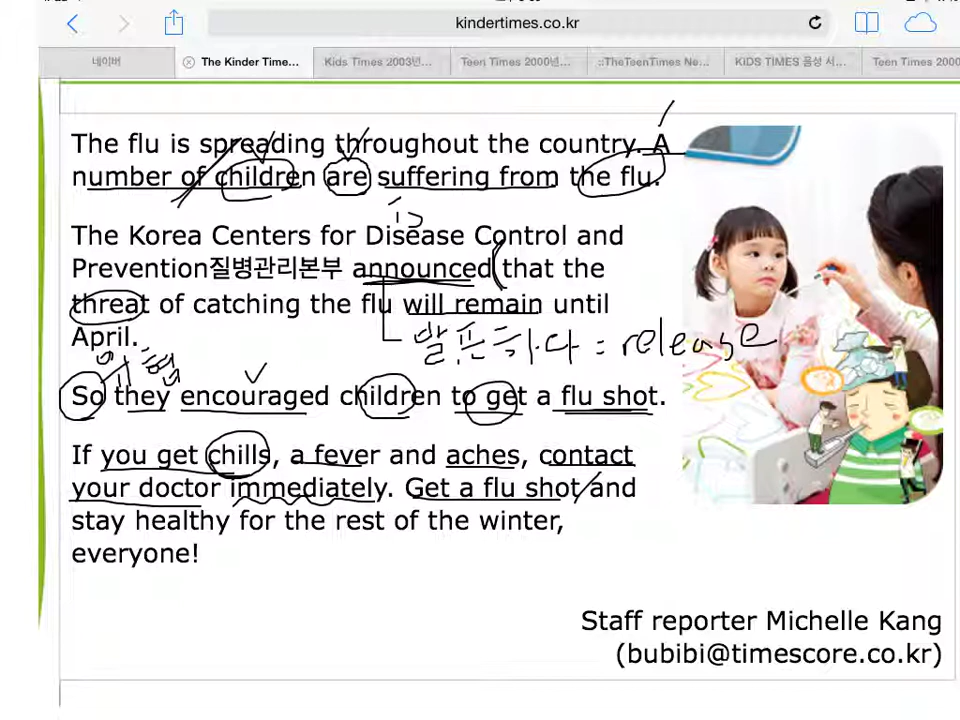 kindertimes.co.kr
네이버
The Kinder Time...
Kids Times 2003년...
Teen Times 2000년...
::TheTeenTimes Ne...
KIDS TIMES 음성 서...
Teen Times 2000
The flu is spreading throughout the country. A
number of children are suffering from the flu.
is
The Korea Centers for Disease Control and
Prevention질병관리본부 announced that the
threat of catching the flu will remain until
April.
발표하다 = release
위협
So they encouraged children to get a flu shot.
If you get chills, a fever and aches, contact
your doctor immediately. Get a flu shot and
stay healthy for the rest of the winter,
everyone!
Staff reporter Michelle Kang
(bubibi@timescore.co.kr)